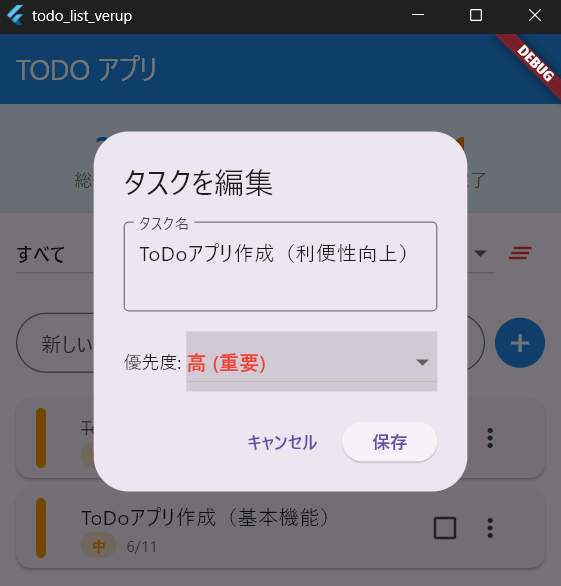 todo_list_verup
TODO アプリ
DEBUG
総
了
タスクを編集
タスク名
ToDoアプリ作成（利便性向上）
すべて
新しい
優先度: 高 (重要)
キャンセル 保存
ToDoアプリ作成（基本機能）
中 6/11